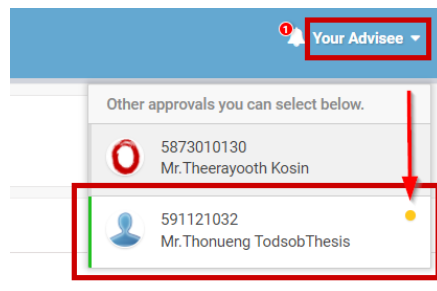 1
Your Advisee
Other approvals you can select below.
5873010130
Mr.Theerayooth Kosin
591121032
Mr.Thonueng TodsobThesis